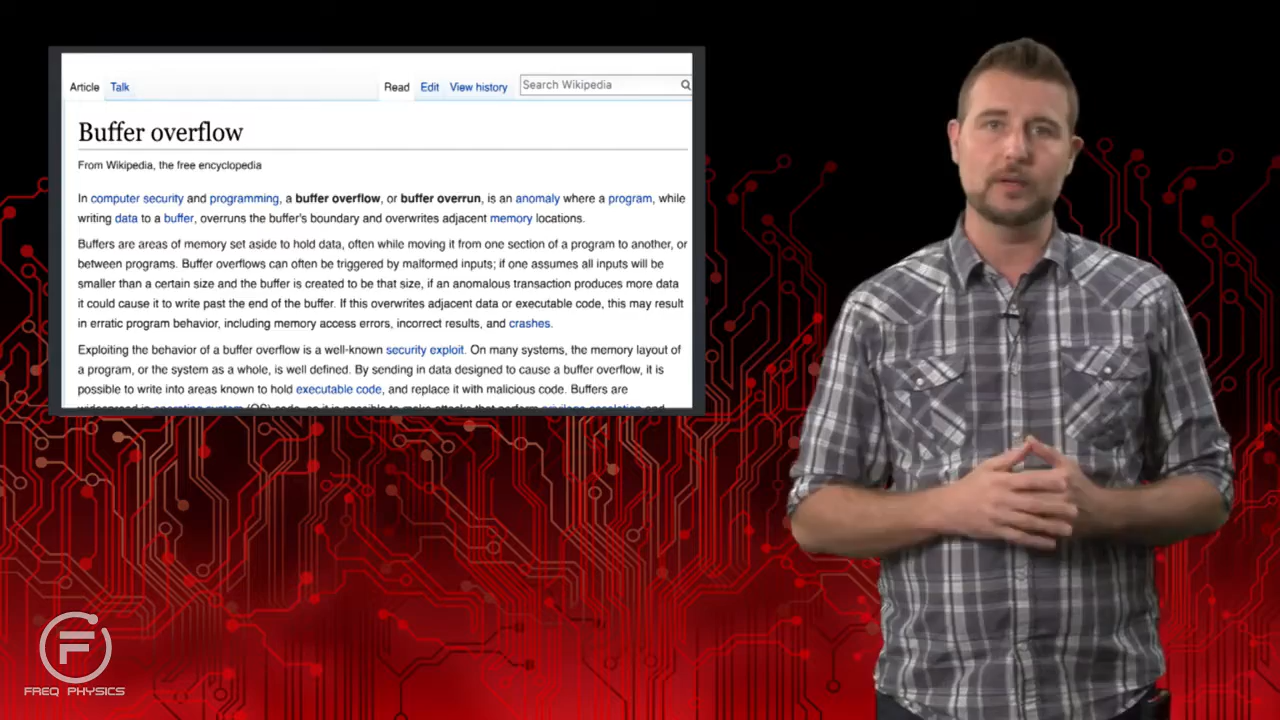 Article Talk Read Edit View history Search Wikipedia
Buffer overflow
From Wikipedia, the free encyclopedia
In computer security and programming, a buffer overflow, or buffer overrun, is an anomaly where a program, while
writing data to a buffer, overruns the buffer's boundary and overwrites adjacent memory locations.
Buffers are areas of memory set aside to hold data, often while moving it from one section of a program to another, or
between programs. Buffer overflows can often be triggered by malformed inputs; if one assumes all inputs will be
smaller than a certain size and the buffer is created to be that size, if an anomalous transaction produces more data
it could cause it to write past the end of the buffer. If this overwrites adjacent data or executable code, this may result
in erratic program behavior, including memory access errors, incorrect results, and crashes.
Exploiting the behavior of a buffer overflow is a well-known security exploit. On many systems, the memory layout of
a program, or the system as a whole, is well defined. By sending in data designed to cause a buffer overflow, it is
possible to write into areas known to hold executable code, and replace it with malicious code. Buffers are
FREQ PHYSICS